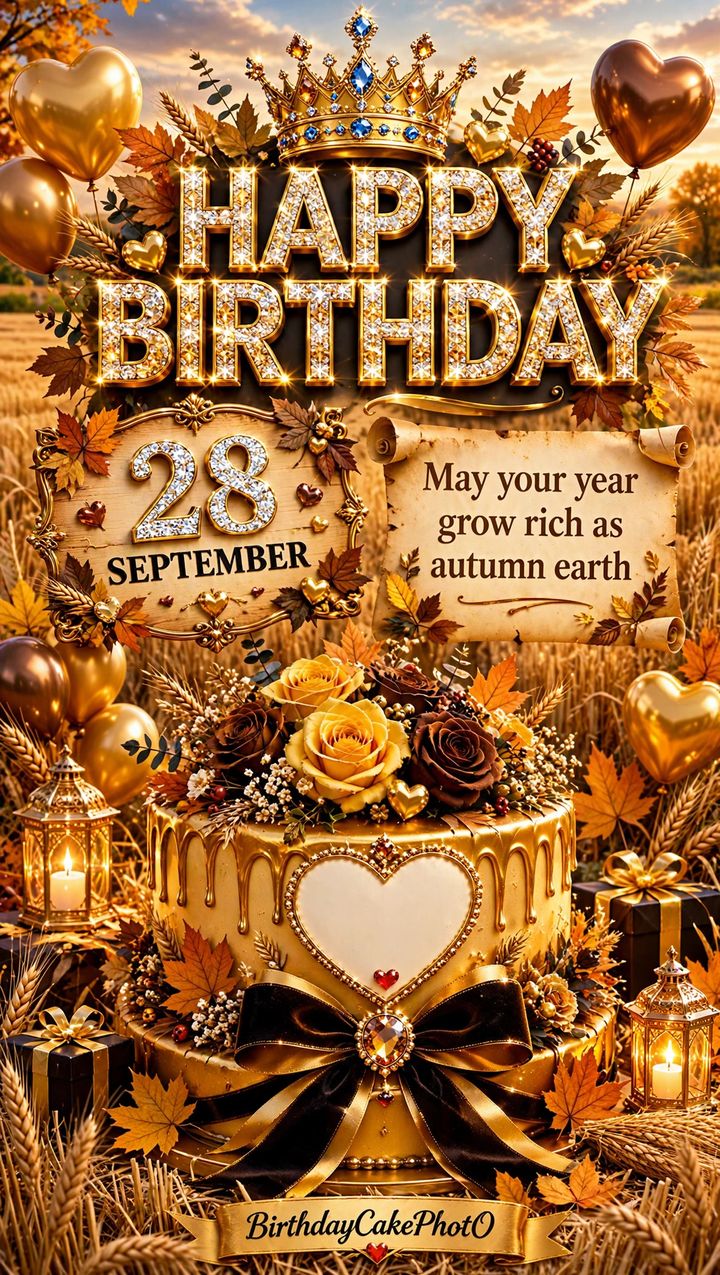 HAPPY
BIRTHDAY
28
SEPTEMBER
May your year
grow rich as
autumn earth
BirthdayCakePhotO